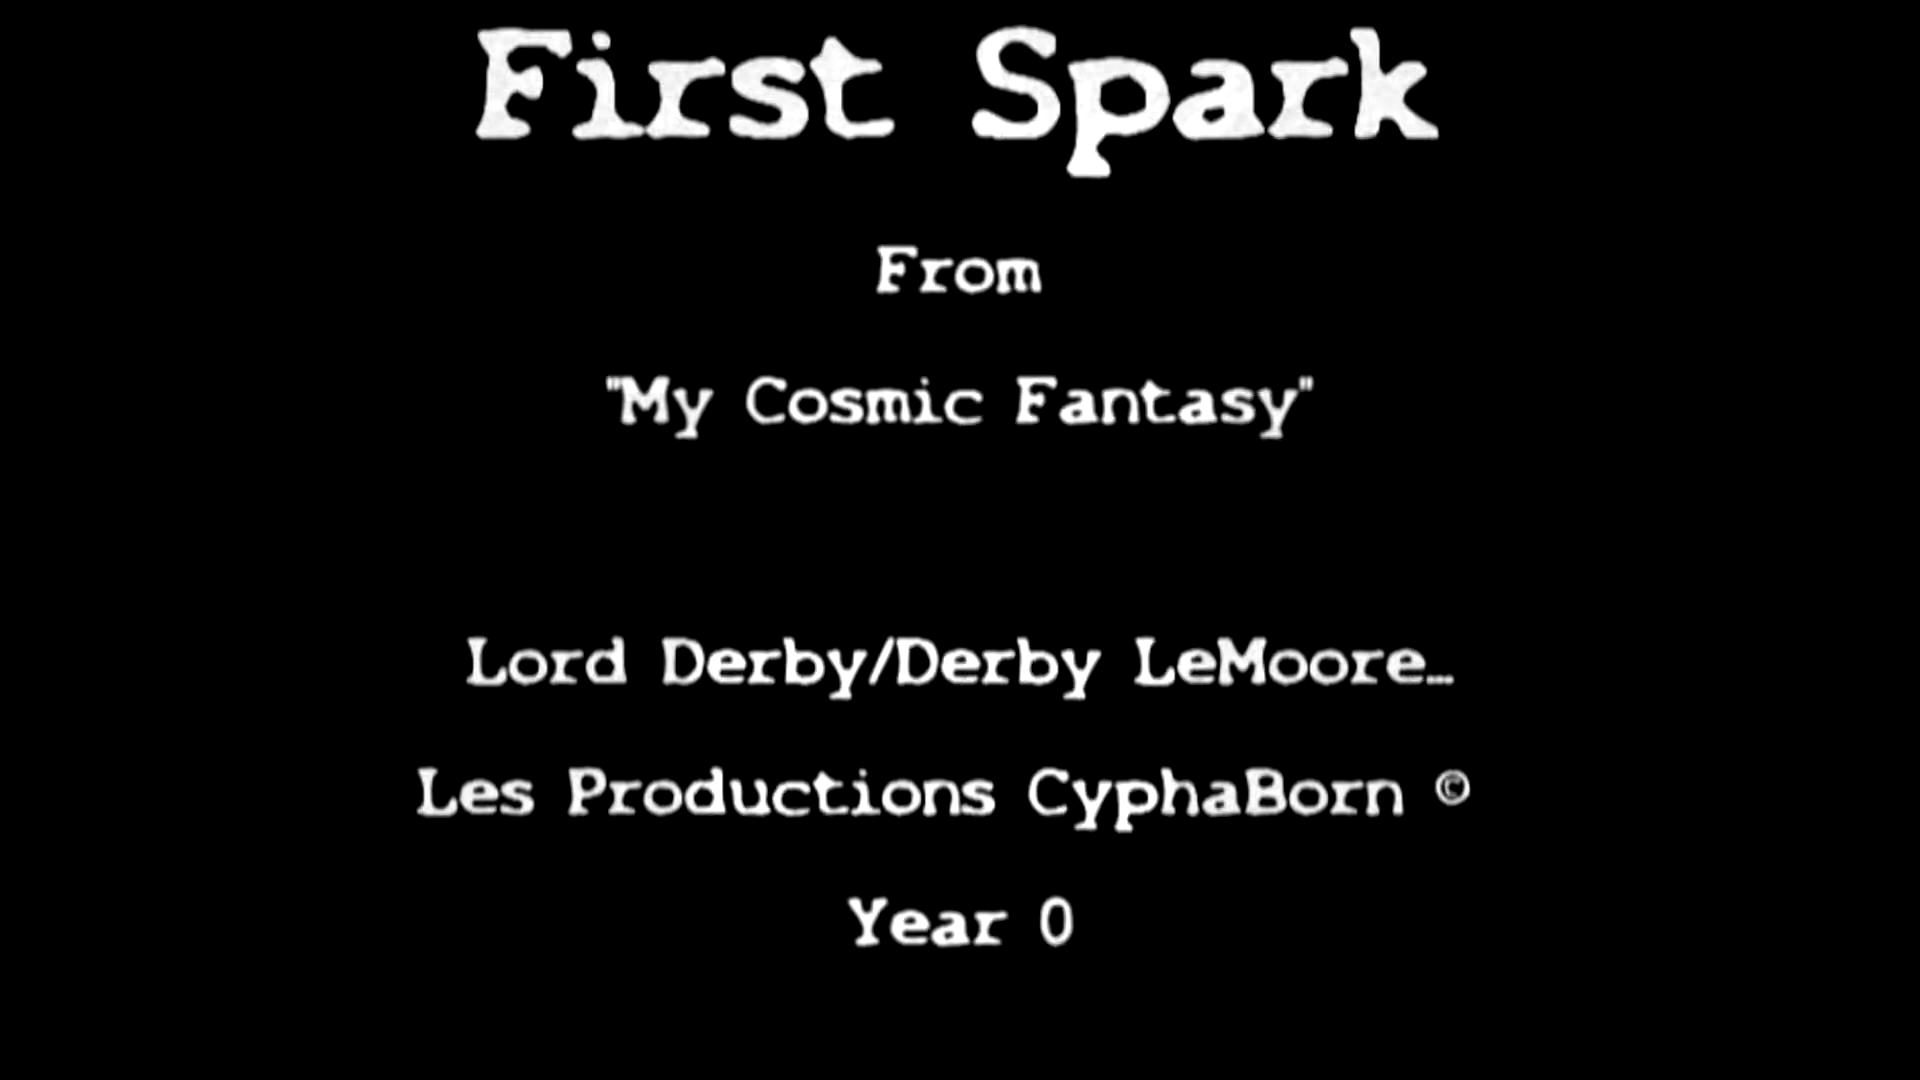 First Spark
From
"My Cosmic Fantasy"
Lord Derby/Derby LeMoore…
Les Productions CyphaBorn ©
Year 0